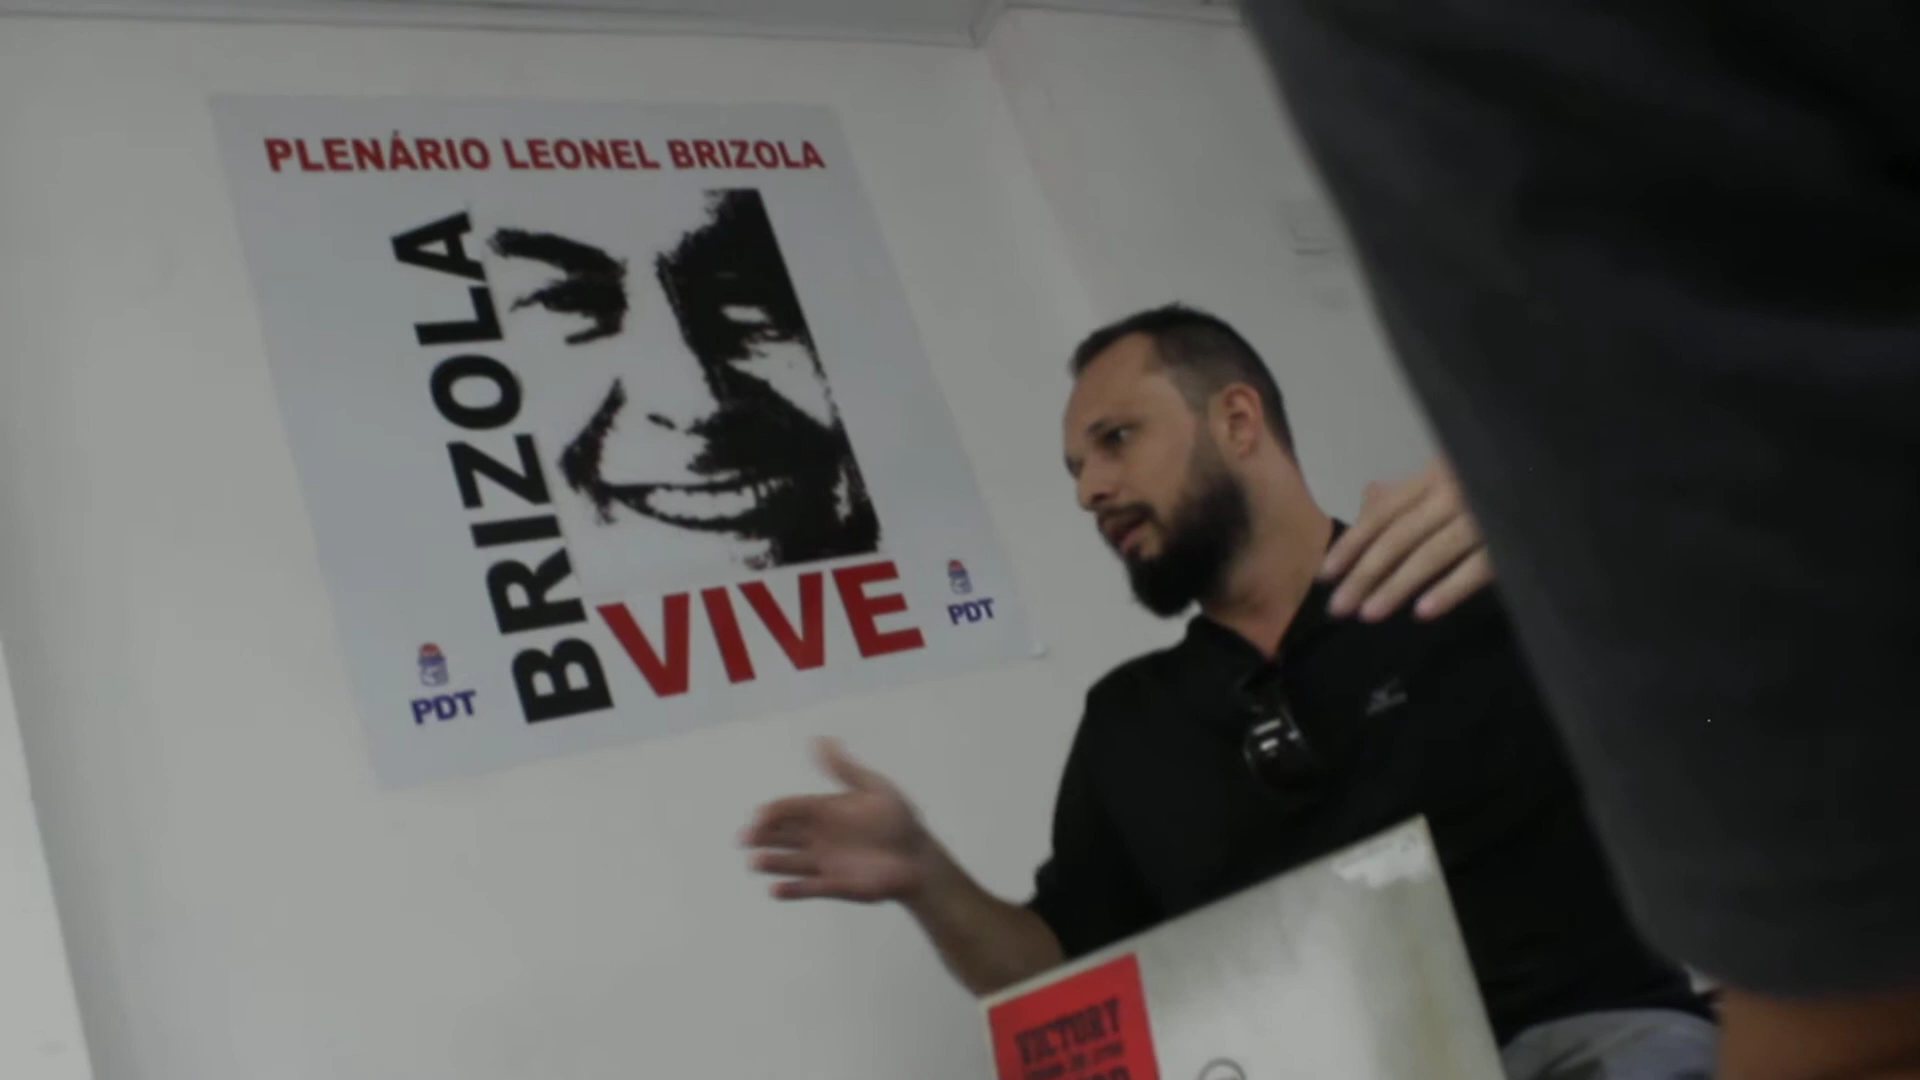 PLENÁRIO LEONEL BRIZOLA
BRIZOLA
VIVE
PDT
PDT
VICTORY